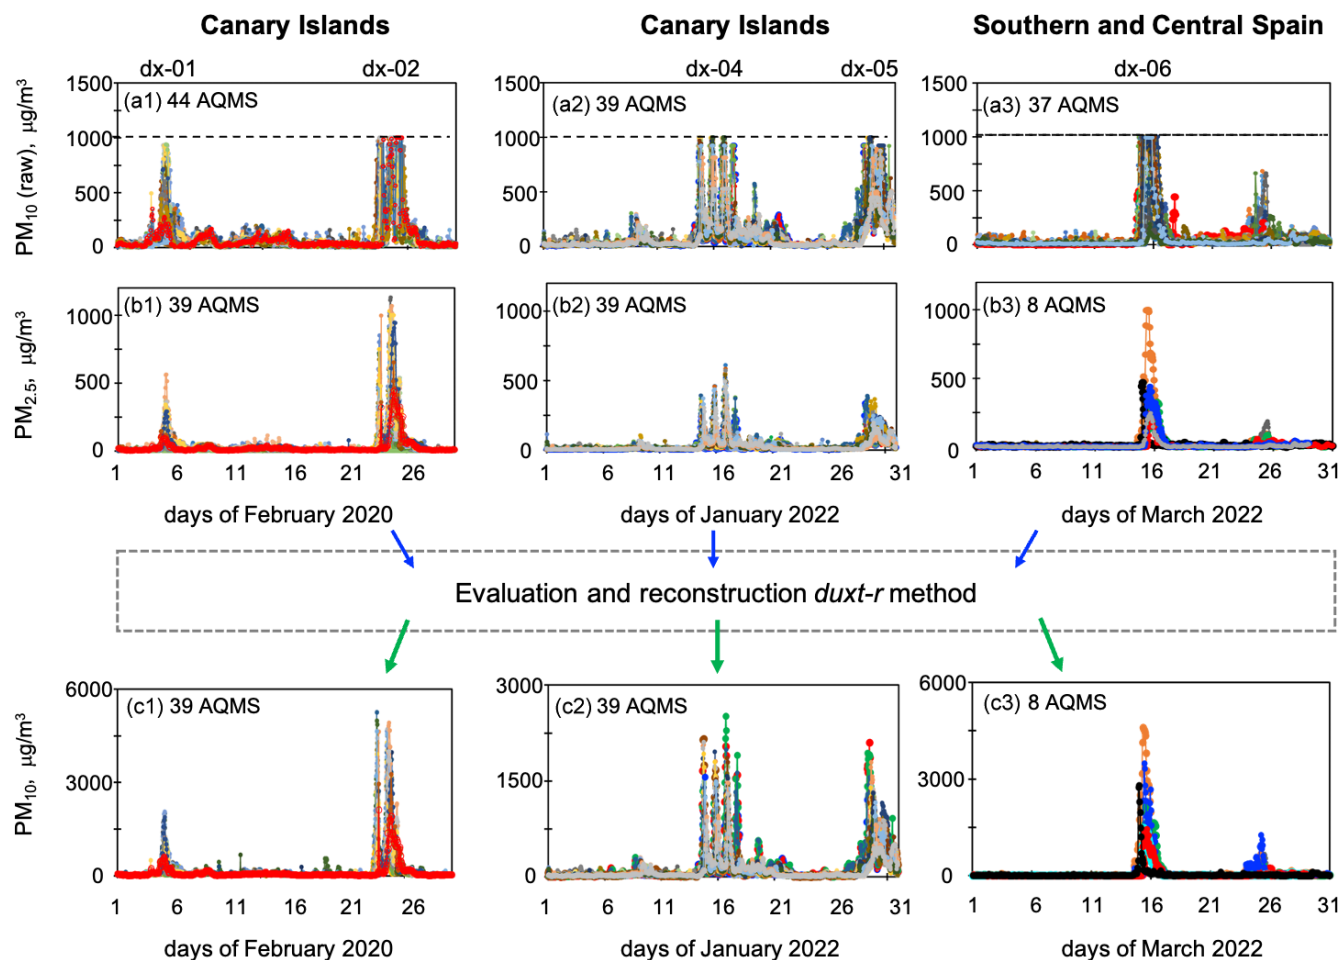 Canary Islands
Canary Islands
Southern and Central Spain
dx-01
dx-02
dx-04
dx-05
dx-06
PM10 (raw), µg/m³
1500
1000
500
0
(a1) 44 AQMS
1500
1000
500
0
(a2) 39 AQMS
1500
1000
500
0
(a3) 37 AQMS
PM2.5, µg/m³
1000
500
0
(b1) 39 AQMS
1 6 11 16 21 26
days of February 2020
1000
500
0
(b2) 39 AQMS
1 6 11 16 21 26 31
days of January 2022
1000
500
0
(b3) 8 AQMS
1 6 11 16 21 26 31
days of March 2022
Evaluation and reconstruction duxt-r method
PM10, µg/m³
6000
3000
0
(c1) 39 AQMS
1 6 11 16 21 26
days of February 2020
3000
1500
0
(c2) 39 AQMS
1 6 11 16 21 26 31
days of January 2022
6000
3000
0
(c3) 8 AQMS
1 6 11 16 21 26 31
days of March 2022